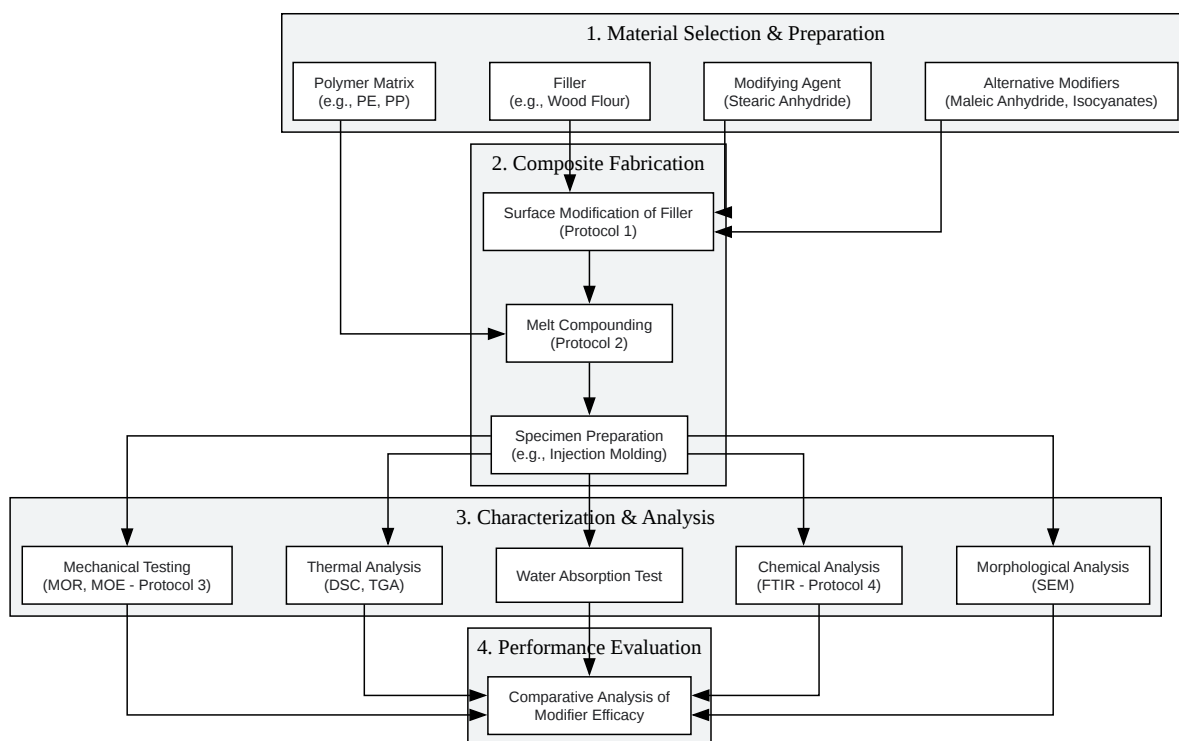 1. Material Selection & Preparation
Polymer Matrix
(e.g., PE, PP)
Filler
(e.g., Wood Flour)
Modifying Agent
(Stearic Anhydride)
Alternative Modifiers
(Maleic Anhydride, Isocyanates)
2. Composite Fabrication
Surface Modification of Filler
(Protocol 1)
Melt Compounding
(Protocol 2)
Specimen Preparation
(e.g., Injection Molding)
3. Characterization & Analysis
Mechanical Testing
(MOR, MOE - Protocol 3)
Thermal Analysis
(DSC, TGA)
Water Absorption Test
Chemical Analysis
(FTIR - Protocol 4)
Morphological Analysis
(SEM)
4. Performance Evaluation
Comparative Analysis of
Modifier Efficacy